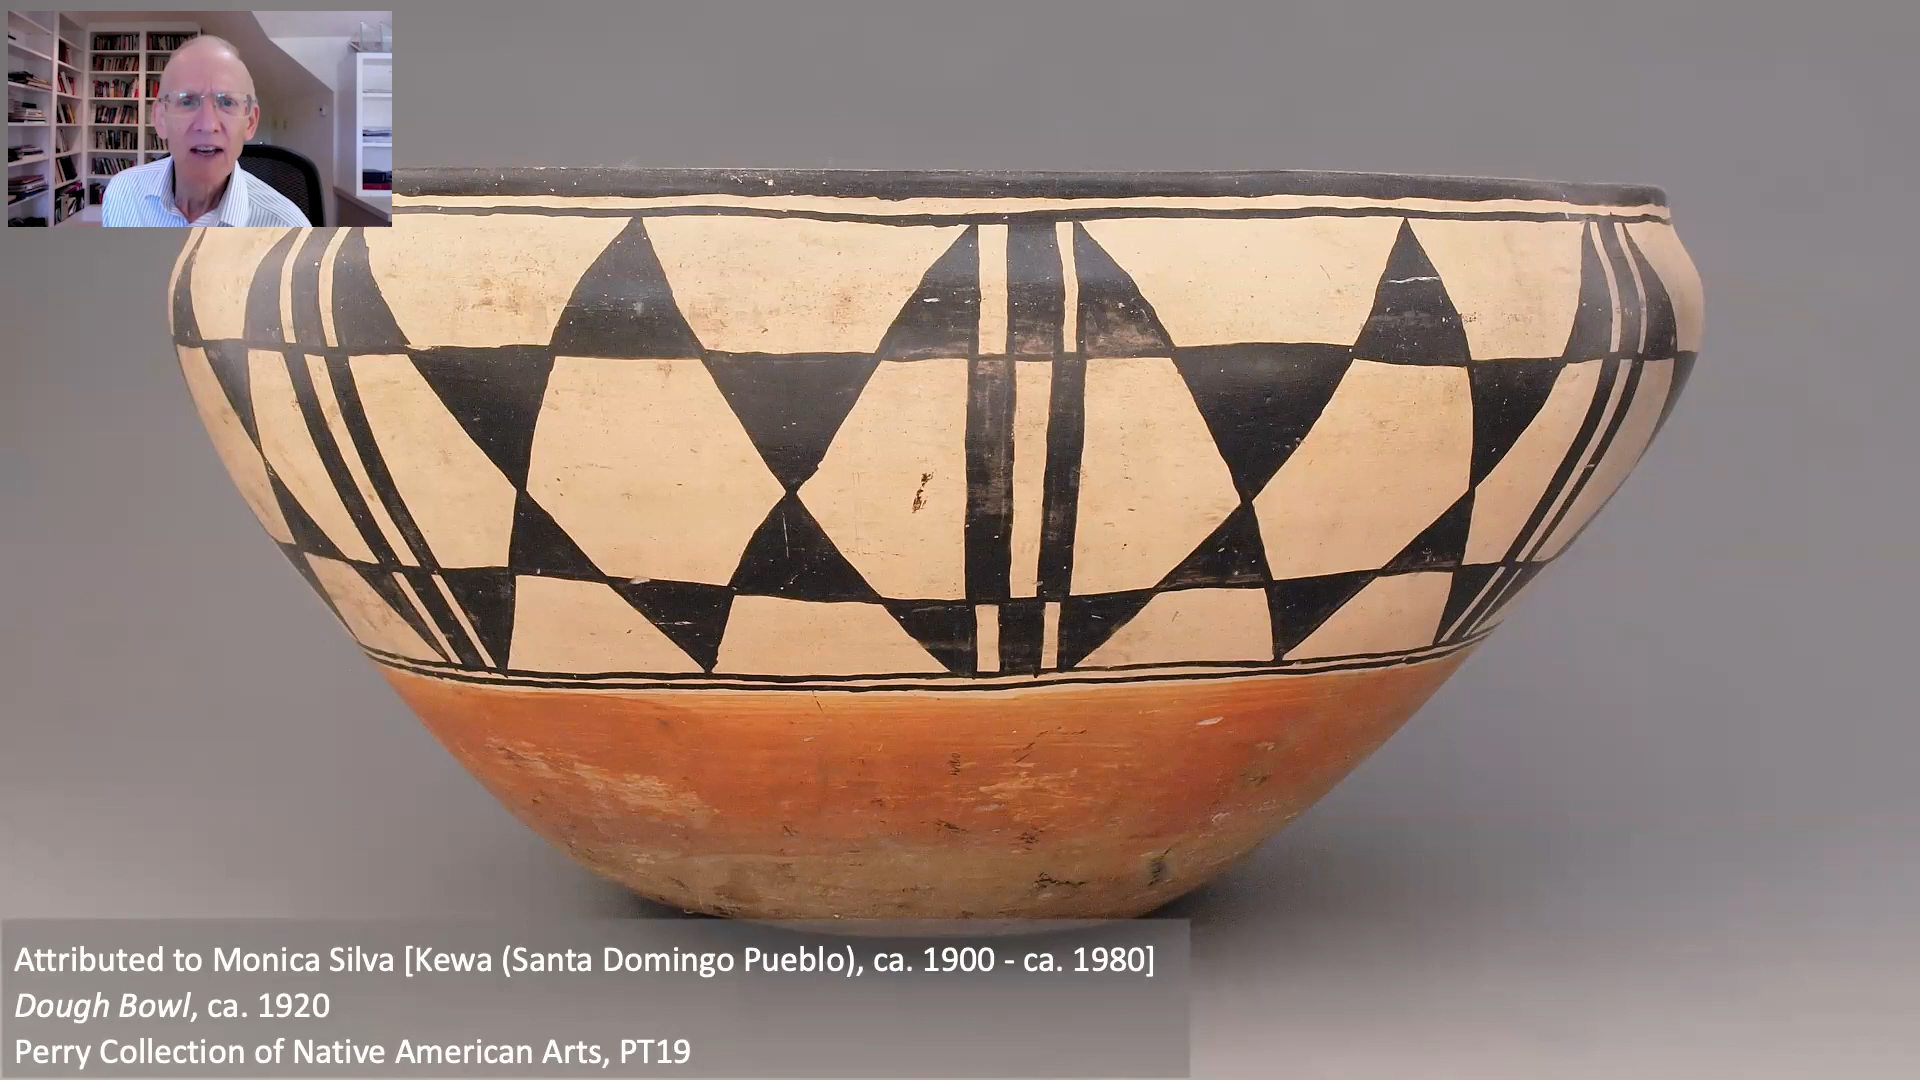 Attributed to Monica Silva [Kewa (Santa Domingo Pueblo), ca. 1900 - ca. 1980]
Dough Bowl, ca. 1920
Perry Collection of Native American Arts, PT19